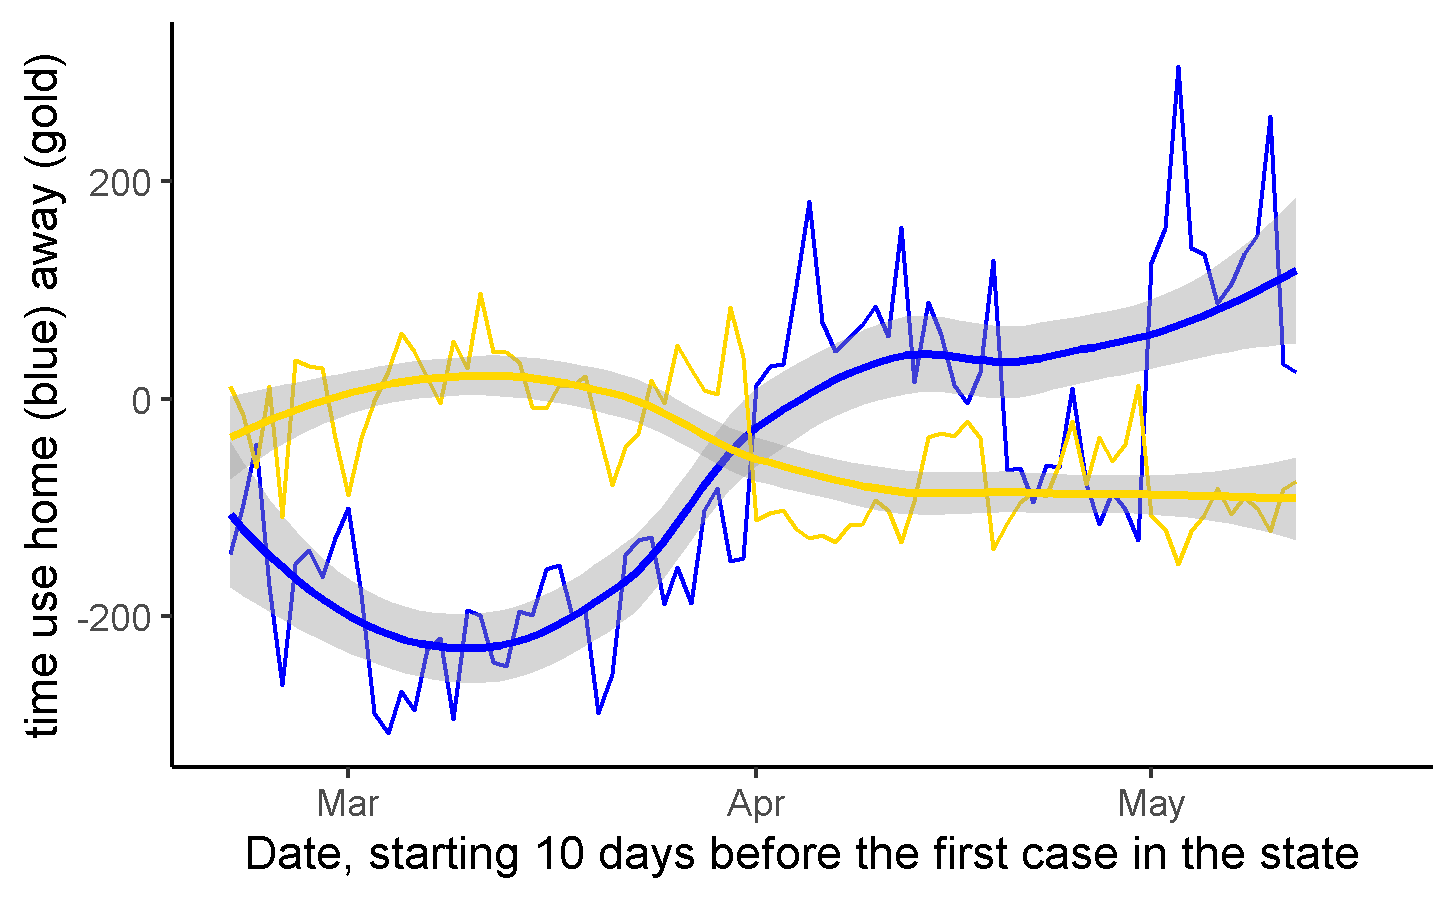 time use home (blue) away (gold)
200
0
-200
Mar Apr May
Date, starting 10 days before the first case in the state